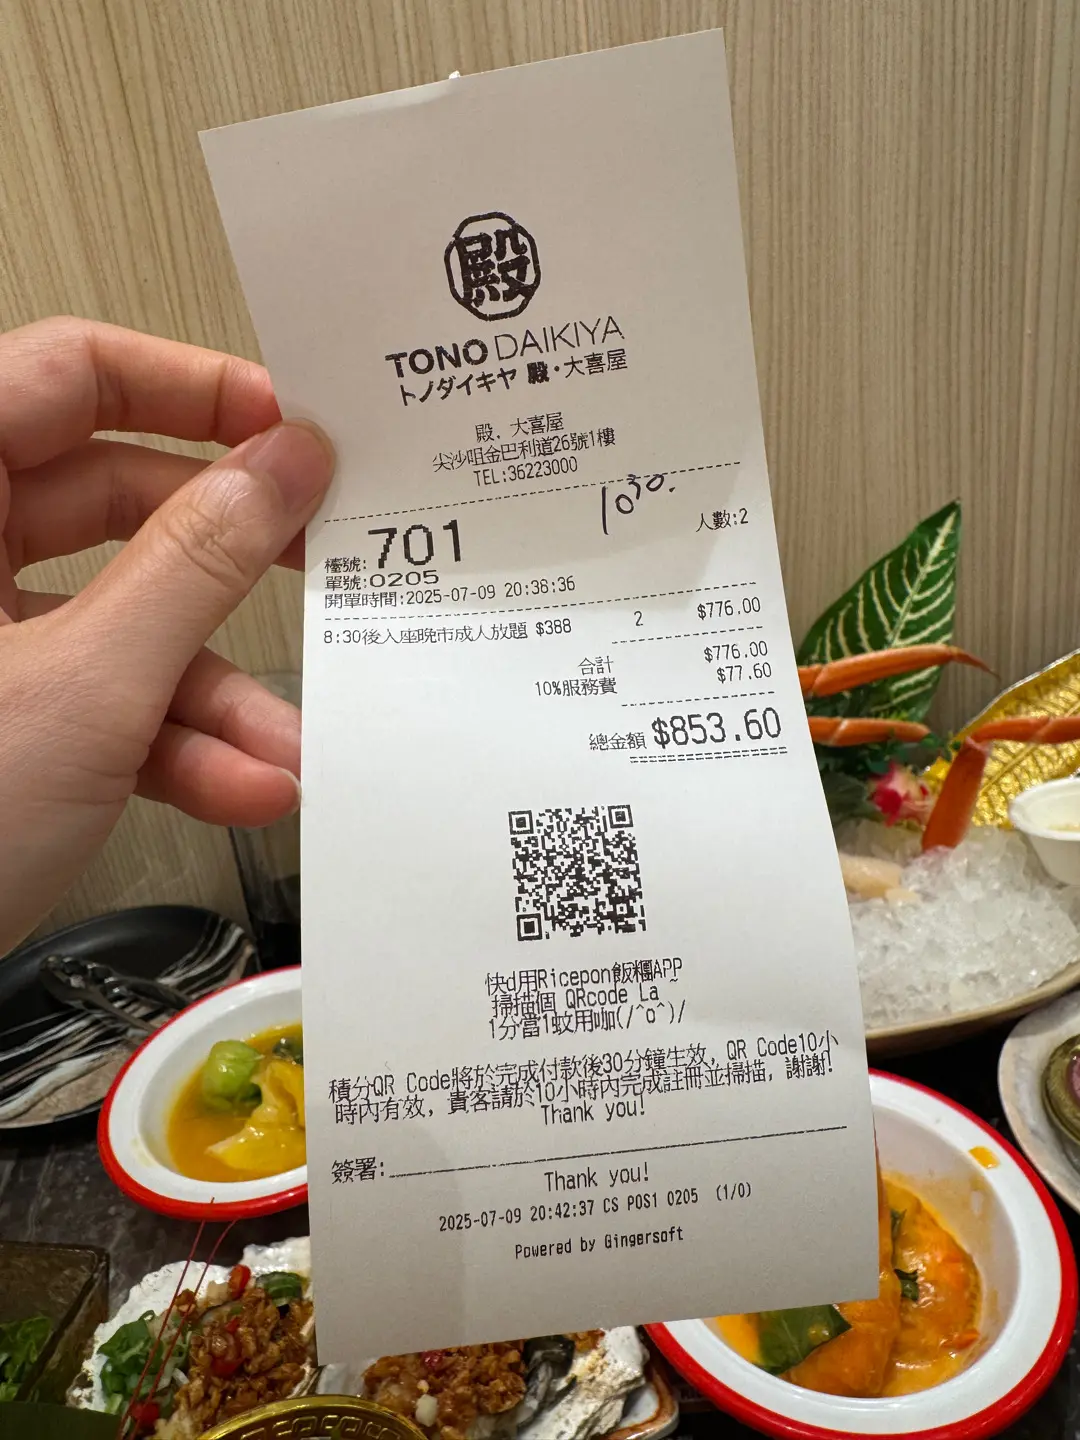 殿
TONO DAIKIYA
トノダイキヤ 殿・大喜屋
殿. 大喜屋
尖沙咀金巴利道26號1樓
TEL:36223000
1030.
檯號: 701 人數:2
單號:0205
開單時間:2025-07-09 20:38:36
8:30後入座晚市成人放題 $388 2 $776.00
合計 $776.00
10%服務費 $77.60
總金額 $853.60
快d用Ricepon飯糰APP
掃描個 QRcode La~
1分當1蚊用咖(/^o^)/
積分QR Code將於完成付款後30分鐘生效, QR Code10小
時內有效, 貴客請於10小時內完成註冊並掃描, 謝謝!
Thank you!
簽署:
Thank you!
2025-07-09 20:42:37 CS POS1 0205 (1/0)
Powered by Gingersoft